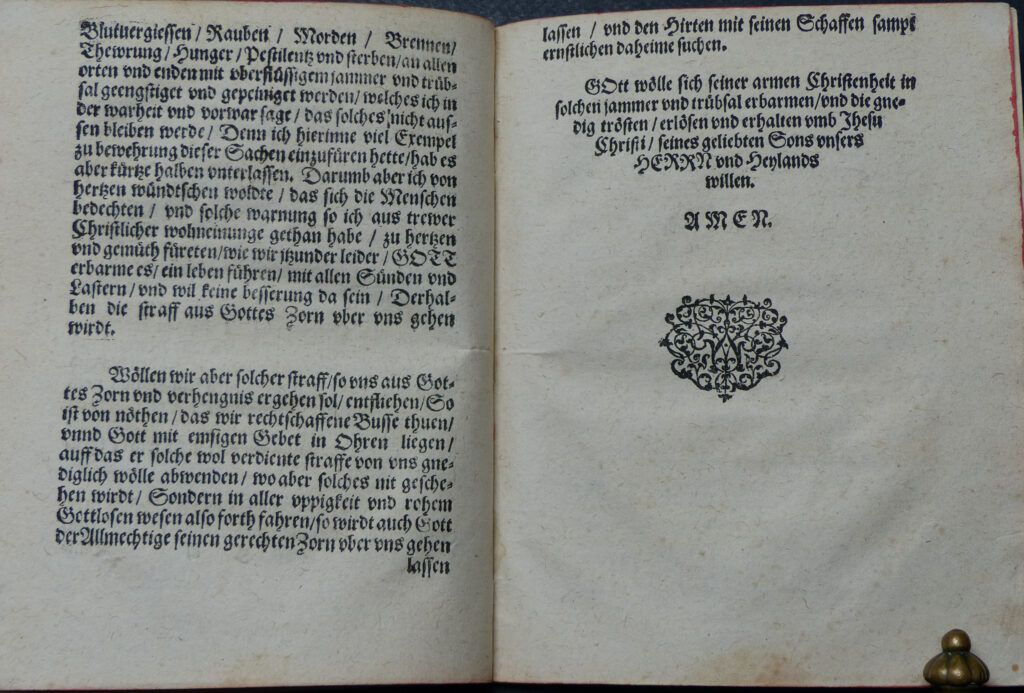 Blutuergiessen / Rauben / Morden / Brennen/
Thewrung / Hunger / Pestilentz vnd sterben/an allen
orten vnd enden mit vberflüssigem jammer vnd trüb-
sal geengstiget vnd gepeiniget werden/ welches ich in
der warheit vnd vorwar sage / das solches nicht aus-
sen bleiben werde / Denn ich hierinne viel Exempel
zu bewehrung dieser Sachen einzufüren hette/hab es
aber kürtze halben vnterlassen. Darumb aber ich von
hertzen wündtschen woldte / das sich die Menschen
bedechten / vnd solche warnung so ich aus trewer
Christlicher wolmeinunge gethan habe / zu hertzen
vnd gemüth füreten/wie wir jtzunder leider / GOTT
erbarme es/ ein leben führen/ mit allen Sünden vnd
Lastern/vnd wil keine besserung da sein / Derhal-
ben die straff aus Gottes Zorn vber vns gehen
wirdt.
Wöllen wir aber solcher straff/so vns aus Got-
tes Zorn vnd verhengnis ergehen sol/ entfliehen/So
ist von nöthen/das wir rechtschaffene Busse thuen/
vnnd Gott mit emsigen Gebet in Ohren liegen/
auff das er solche wol verdiente straffe von vns gne-
diglich wölle abwenden/ wo aber solches nit gesche-
hen wirdt/ Sondern in aller vppigkeit vnd rohem
Gottlosen wesen also forth fahren/so wirdt auch Gott
der Allmechtige seinen gerechten Zorn vber vns gehen
lassen
lassen / vnd den Hirten mit seinen Schaffen sampt
ernstlichen daheime suchen.
GOtt wölle sich seiner armen Christenheit in
solchen jammer vnd trübsal erbarmen/vnd die gne-
dig trösten/ erlösen vnd erhalten vmb Jhesu
Christi/ seines geliebten Sons vnsers
HERRN vnd Heylands
willen.
AMEN.